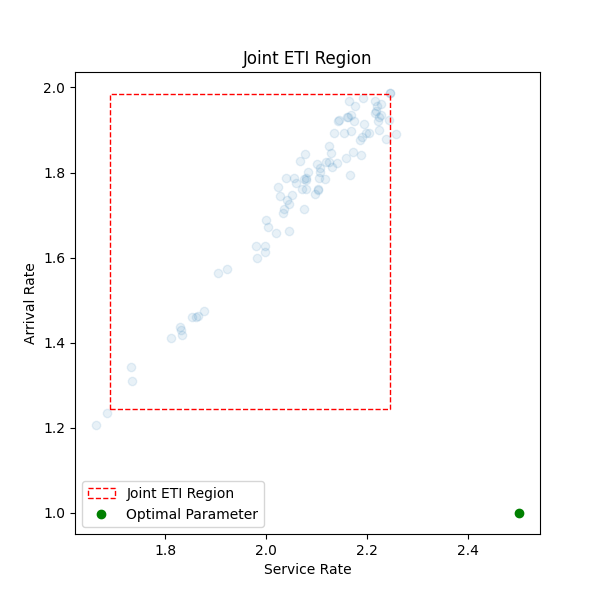 Joint ETI Region
2.0
1.8
1.6
1.4
1.2
1.0
Arrival Rate
Joint ETI Region
Optimal Parameter
1.8 2.0 2.2 2.4
Service Rate